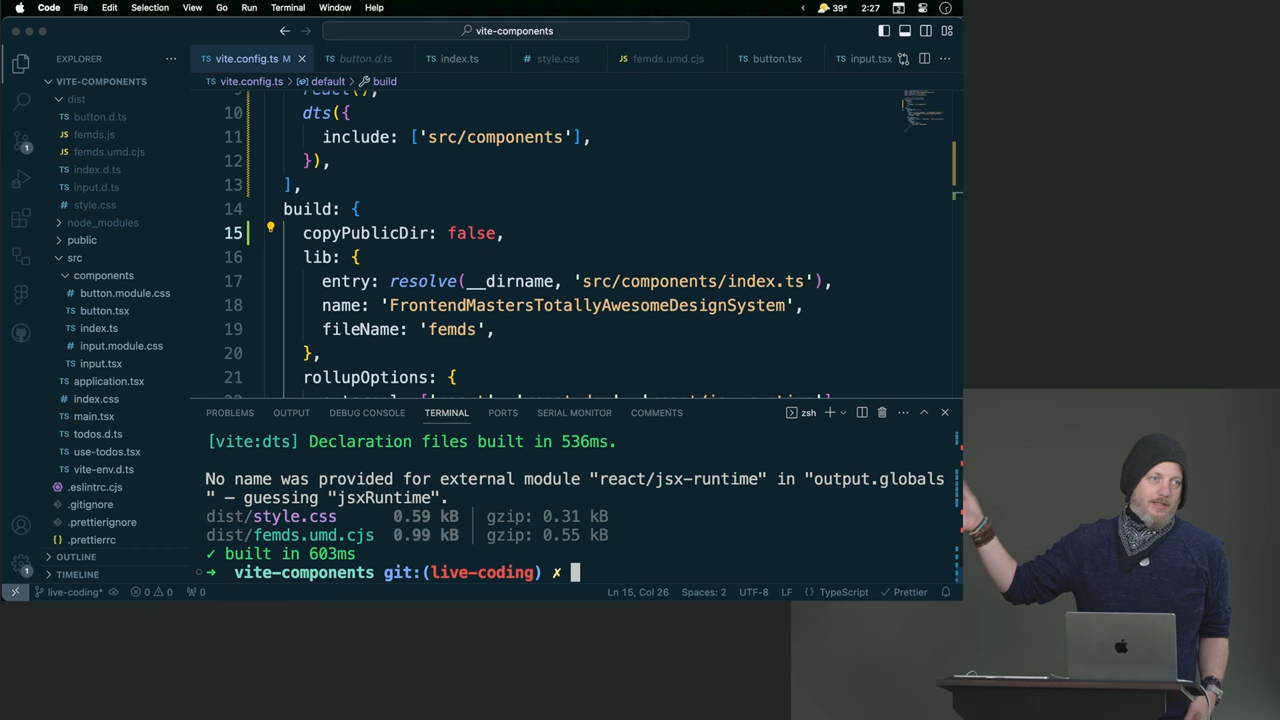 Code File Edit Selection View Go Run Terminal Window Help 39° 2:27
vite-components
EXPLORER
vite.config.ts M
button.d.ts
index.ts
style.css
femds.umd.cjs
button.tsx
input.tsx
vite.config.ts > default > build
VITE-COMPONENTS
dist
button.d.ts
femds.js
femds.umd.cjs
index.d.ts
input.d.ts
style.css
node_modules
public
src
components
button.module.css
button.tsx
index.ts
input.module.css
input.tsx
application.tsx
index.css
main.tsx
todos.d.ts
use-todos.tsx
vite-env.d.ts
.eslintrc.cjs
.gitignore
.prettierignore
.prettierrc
OUTLINE
TIMELINE
9 react(),
10 dts({
11 include: ['src/components'],
12 }),
13 ],
14 build: {
15 copyPublicDir: false,
16 lib: {
17 entry: resolve(__dirname, 'src/components/index.ts'),
18 name: 'FrontendMastersTotallyAwesomeDesignSystem',
19 fileName: 'femds',
20 },
21 rollupOptions: {
PROBLEMS OUTPUT DEBUG CONSOLE TERMINAL PORTS SERIAL MONITOR COMMENTS zsh
[vite:dts] Declaration files built in 536ms.
No name was provided for external module "react/jsx-runtime" in "output.globals
" – guessing "jsxRuntime".
dist/style.css 0.59 kB │ gzip: 0.31 kB
dist/femds.umd.cjs 0.99 kB │ gzip: 0.55 kB
✓ built in 603ms
➜ vite-components git:(live-coding) ✗
live-coding* 0 0 0 Ln 15, Col 26 Spaces: 2 UTF-8 LF {} TypeScript Prettier